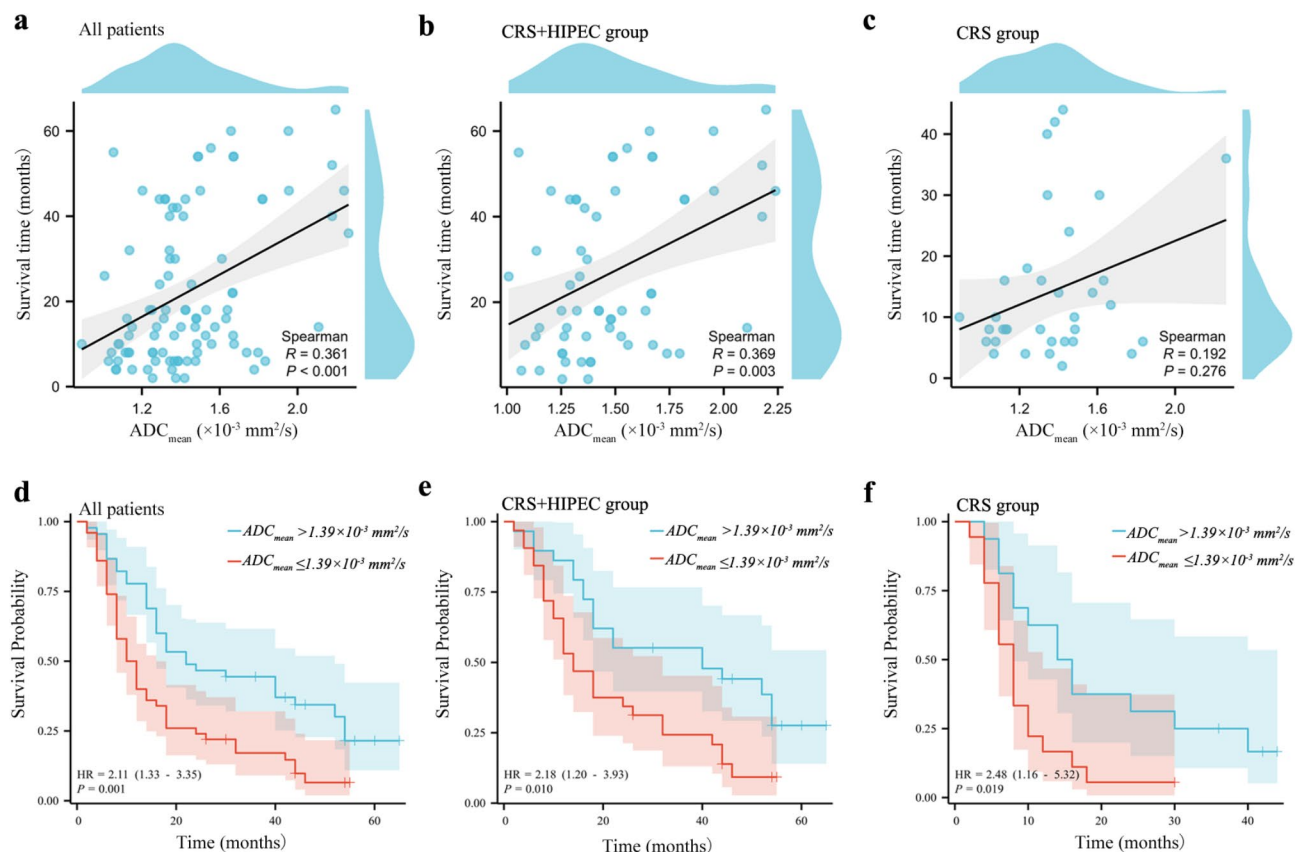 a
All patients
Survival time (months)
60
40
20
0
1.2
1.6
2.0
ADCmean (×10-3 mm2/s)
Spearman
R = 0.361
P < 0.001
b
CRS+HIPEC group
Survival time (months)
60
40
20
1.00
1.25
1.50
1.75
2.00
2.25
ADCmean (×10-3 mm2/s)
Spearman
R = 0.369
P = 0.003
c
CRS group
Survival time (months)
40
30
20
10
0
1.2
1.6
2.0
ADCmean (×10-3 mm2/s)
Spearman
R = 0.192
P = 0.276
d
All patients
ADCmean >1.39×10-3 mm2/s
ADCmean ≤1.39×10-3 mm2/s
Survival Probability
1.00
0.75
0.50
0.25
0.00
HR = 2.11 (1.33 - 3.35)
P = 0.001
0
20
40
60
Time (months)
e
CRS+HIPEC group
ADCmean >1.39×10-3 mm2/s
ADCmean ≤1.39×10-3 mm2/s
Survival Probability
1.00
0.75
0.50
0.25
0.00
HR = 2.18 (1.20 - 3.93)
P = 0.010
0
20
40
60
Time (months)
f
CRS group
ADCmean >1.39×10-3 mm2/s
ADCmean ≤1.39×10-3 mm2/s
Survival Probability
1.00
0.75
0.50
0.25
0.00
HR = 2.48 (1.16 - 5.32)
P = 0.019
0
10
20
30
40
Time (months)